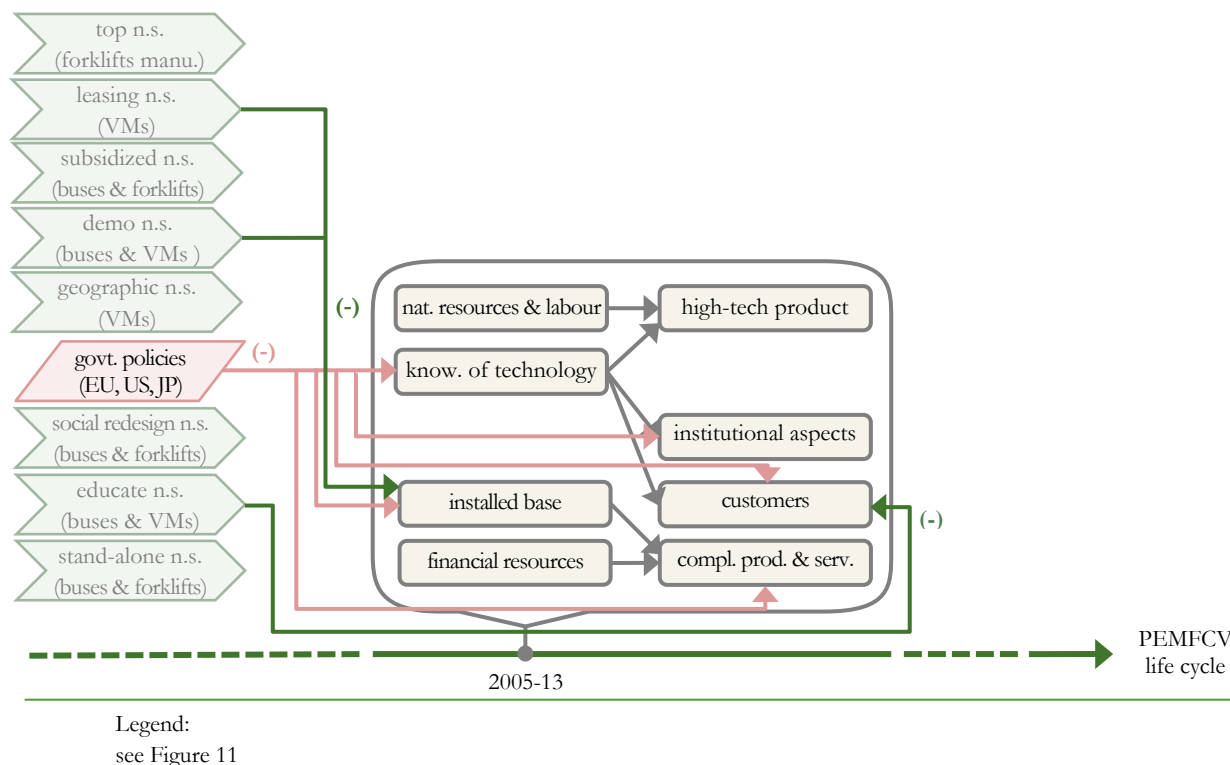 top n.s.
(forklifts manu.)
leasing n.s.
(VMs)
subsidized n.s.
(buses & forklifts)
demo n.s.
(buses & VMs )
geographic n.s.
(VMs)
govt. policies
(EU, US, JP)
social redesign n.s.
(buses & forklifts)
educate n.s.
(buses & VMs)
stand-alone n.s.
(buses & forklifts)
(-)
(-)
nat. resources & labour
high-tech product
know. of technology
institutional aspects
installed base
customers
(-)
financial resources
compl. prod. & serv.
2005-13
PEMFCV
life cycle
Legend:
see Figure 11